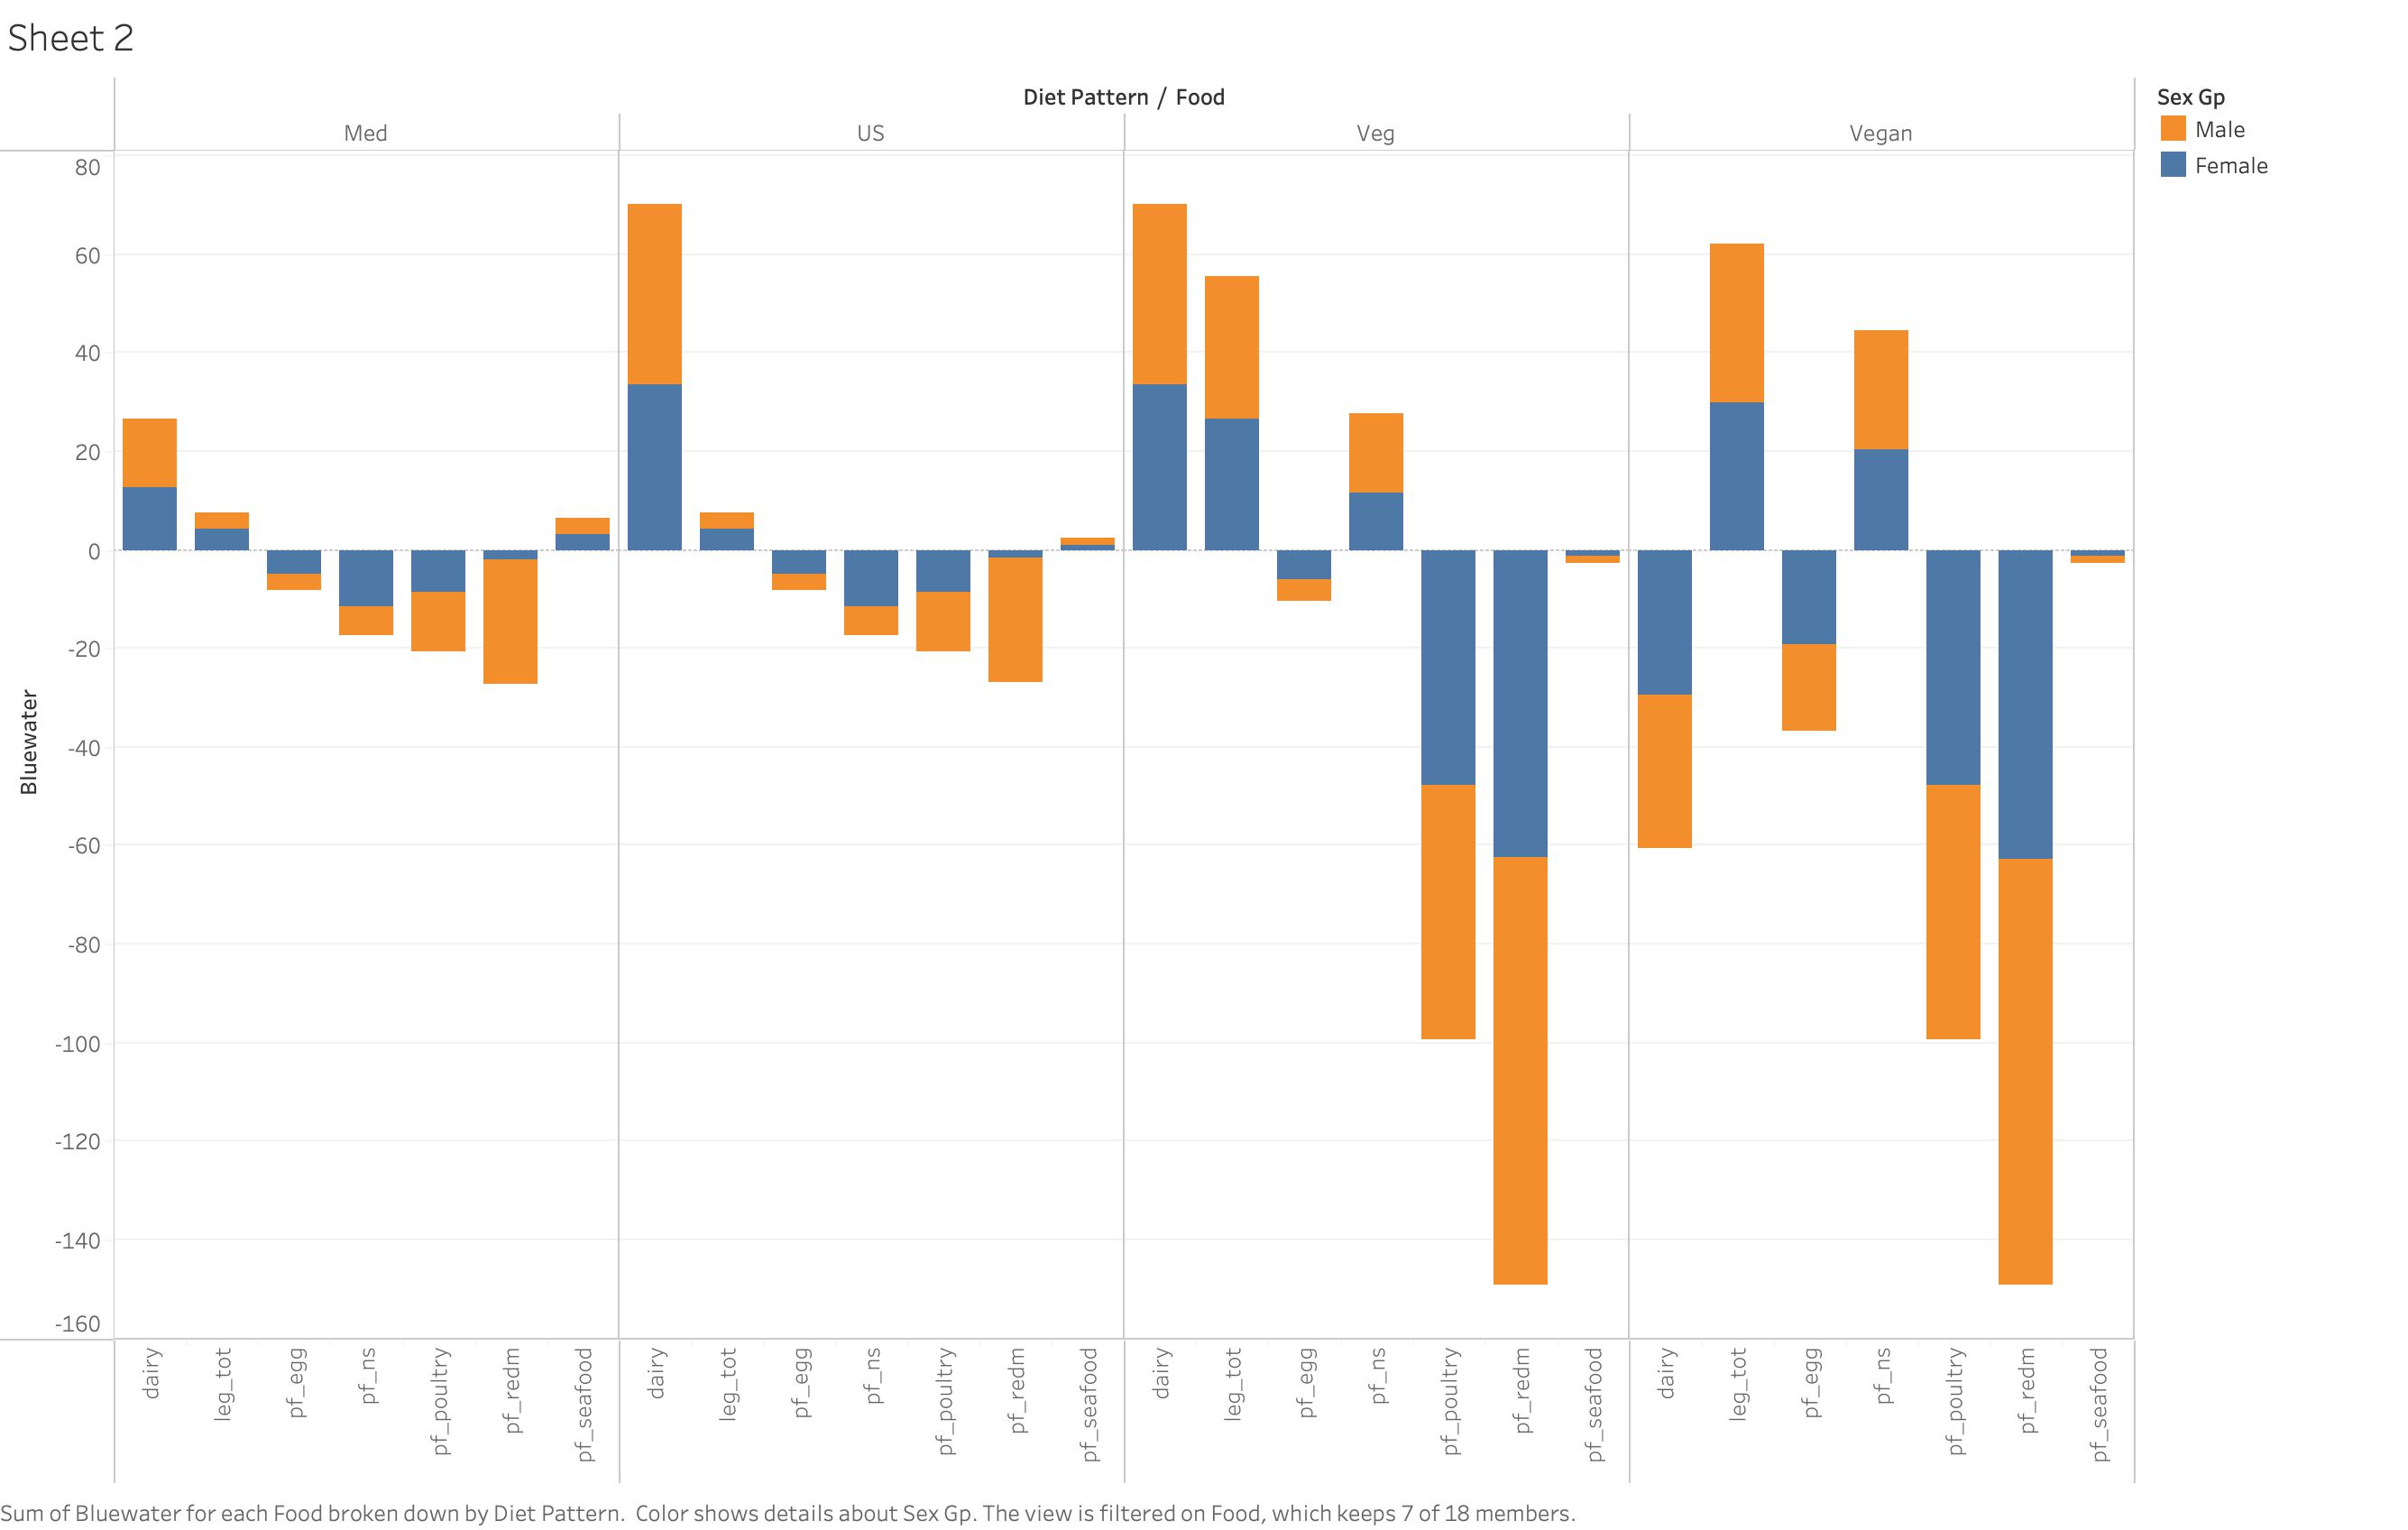 Sheet 2
Diet Pattern / Food
Sex Gp
Male
Female
Med US Veg Vegan
80
60
40
20
0
-20
-40
-60
-80
-100
-120
-140
-160
Bluewater
dairy leg_tot pf_egg pf_ns pf_poultry pf_redm pf_seafood dairy leg_tot pf_egg pf_ns pf_poultry pf_redm pf_seafood dairy leg_tot pf_egg pf_ns pf_poultry pf_redm pf_seafood dairy leg_tot pf_egg pf_ns pf_poultry pf_redm pf_seafood
Sum of Bluewater for each Food broken down by Diet Pattern.  Color shows details about Sex Gp. The view is filtered on Food, which keeps 7 of 18 members.